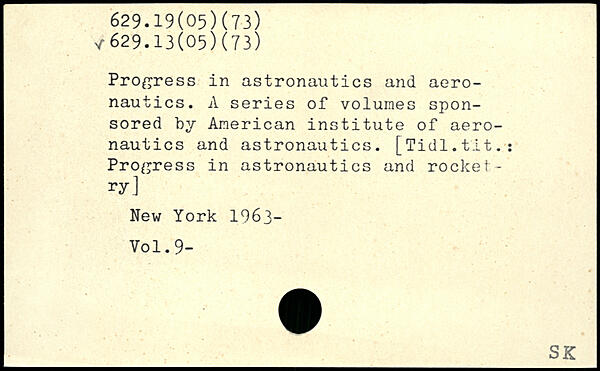 629.19(05)(73)
√629.13(05)(73)
Progress in astronautics and aero-
nautics. A series of volumes spon-
sored by American institute of aero-
nautics and astronautics. [Tidl.tit.:
Progress in astronautics and rocket-
ry]
New York 1963-
Vol.9-
SK